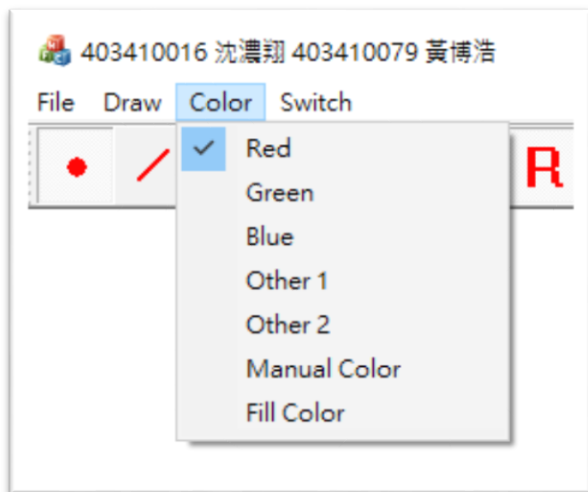 403410016 沈濃翔 403410079 黃博浩
File Draw Color Switch
Red
R
Green
Blue
Other 1
Other 2
Manual Color
Fill Color